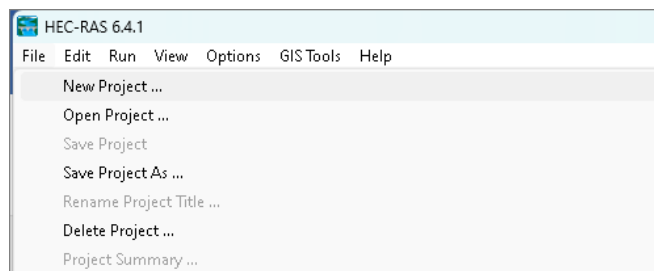 HEC-RAS 6.4.1
File Edit Run View Options GIS Tools Help
New Project ...
Open Project ...
Save Project
Save Project As ...
Rename Project Title ...
Delete Project ...
Project Summary ...